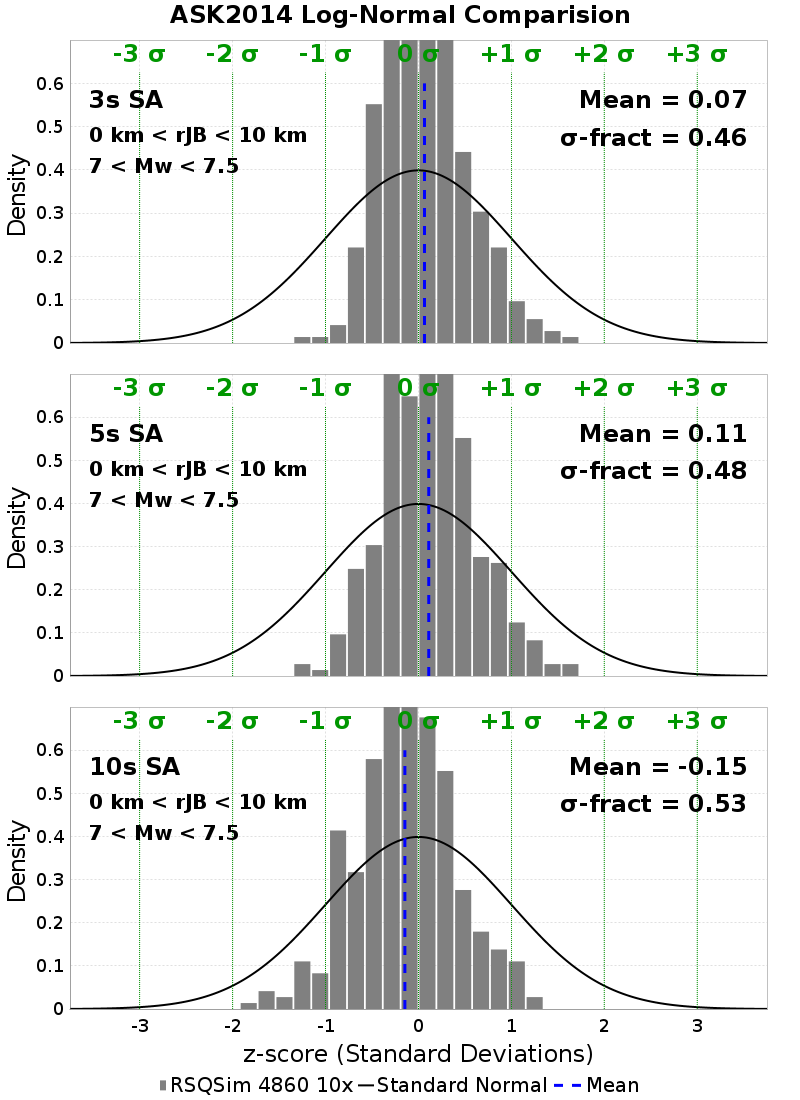 ASK2014 Log-Normal Comparision
-3 σ -2 σ -1 σ 0 σ +1 σ +2 σ +3 σ
3s SA
0 km < rJB < 10 km
7 < Mw < 7.5
Mean = 0.07
σ-fract = 0.46
0.6
0.5
0.4
0.3
0.2
0.1
0
Density
-3 σ -2 σ -1 σ 0 σ +1 σ +2 σ +3 σ
5s SA
0 km < rJB < 10 km
7 < Mw < 7.5
Mean = 0.11
σ-fract = 0.48
0.6
0.5
0.4
0.3
0.2
0.1
0
Density
-3 σ -2 σ -1 σ 0 σ +1 σ +2 σ +3 σ
10s SA
0 km < rJB < 10 km
7 < Mw < 7.5
Mean = -0.15
σ-fract = 0.53
0.6
0.5
0.4
0.3
0.2
0.1
0
Density
-3 -2 -1 0 1 2 3
z-score (Standard Deviations)
RSQSim 4860 10x Standard Normal Mean